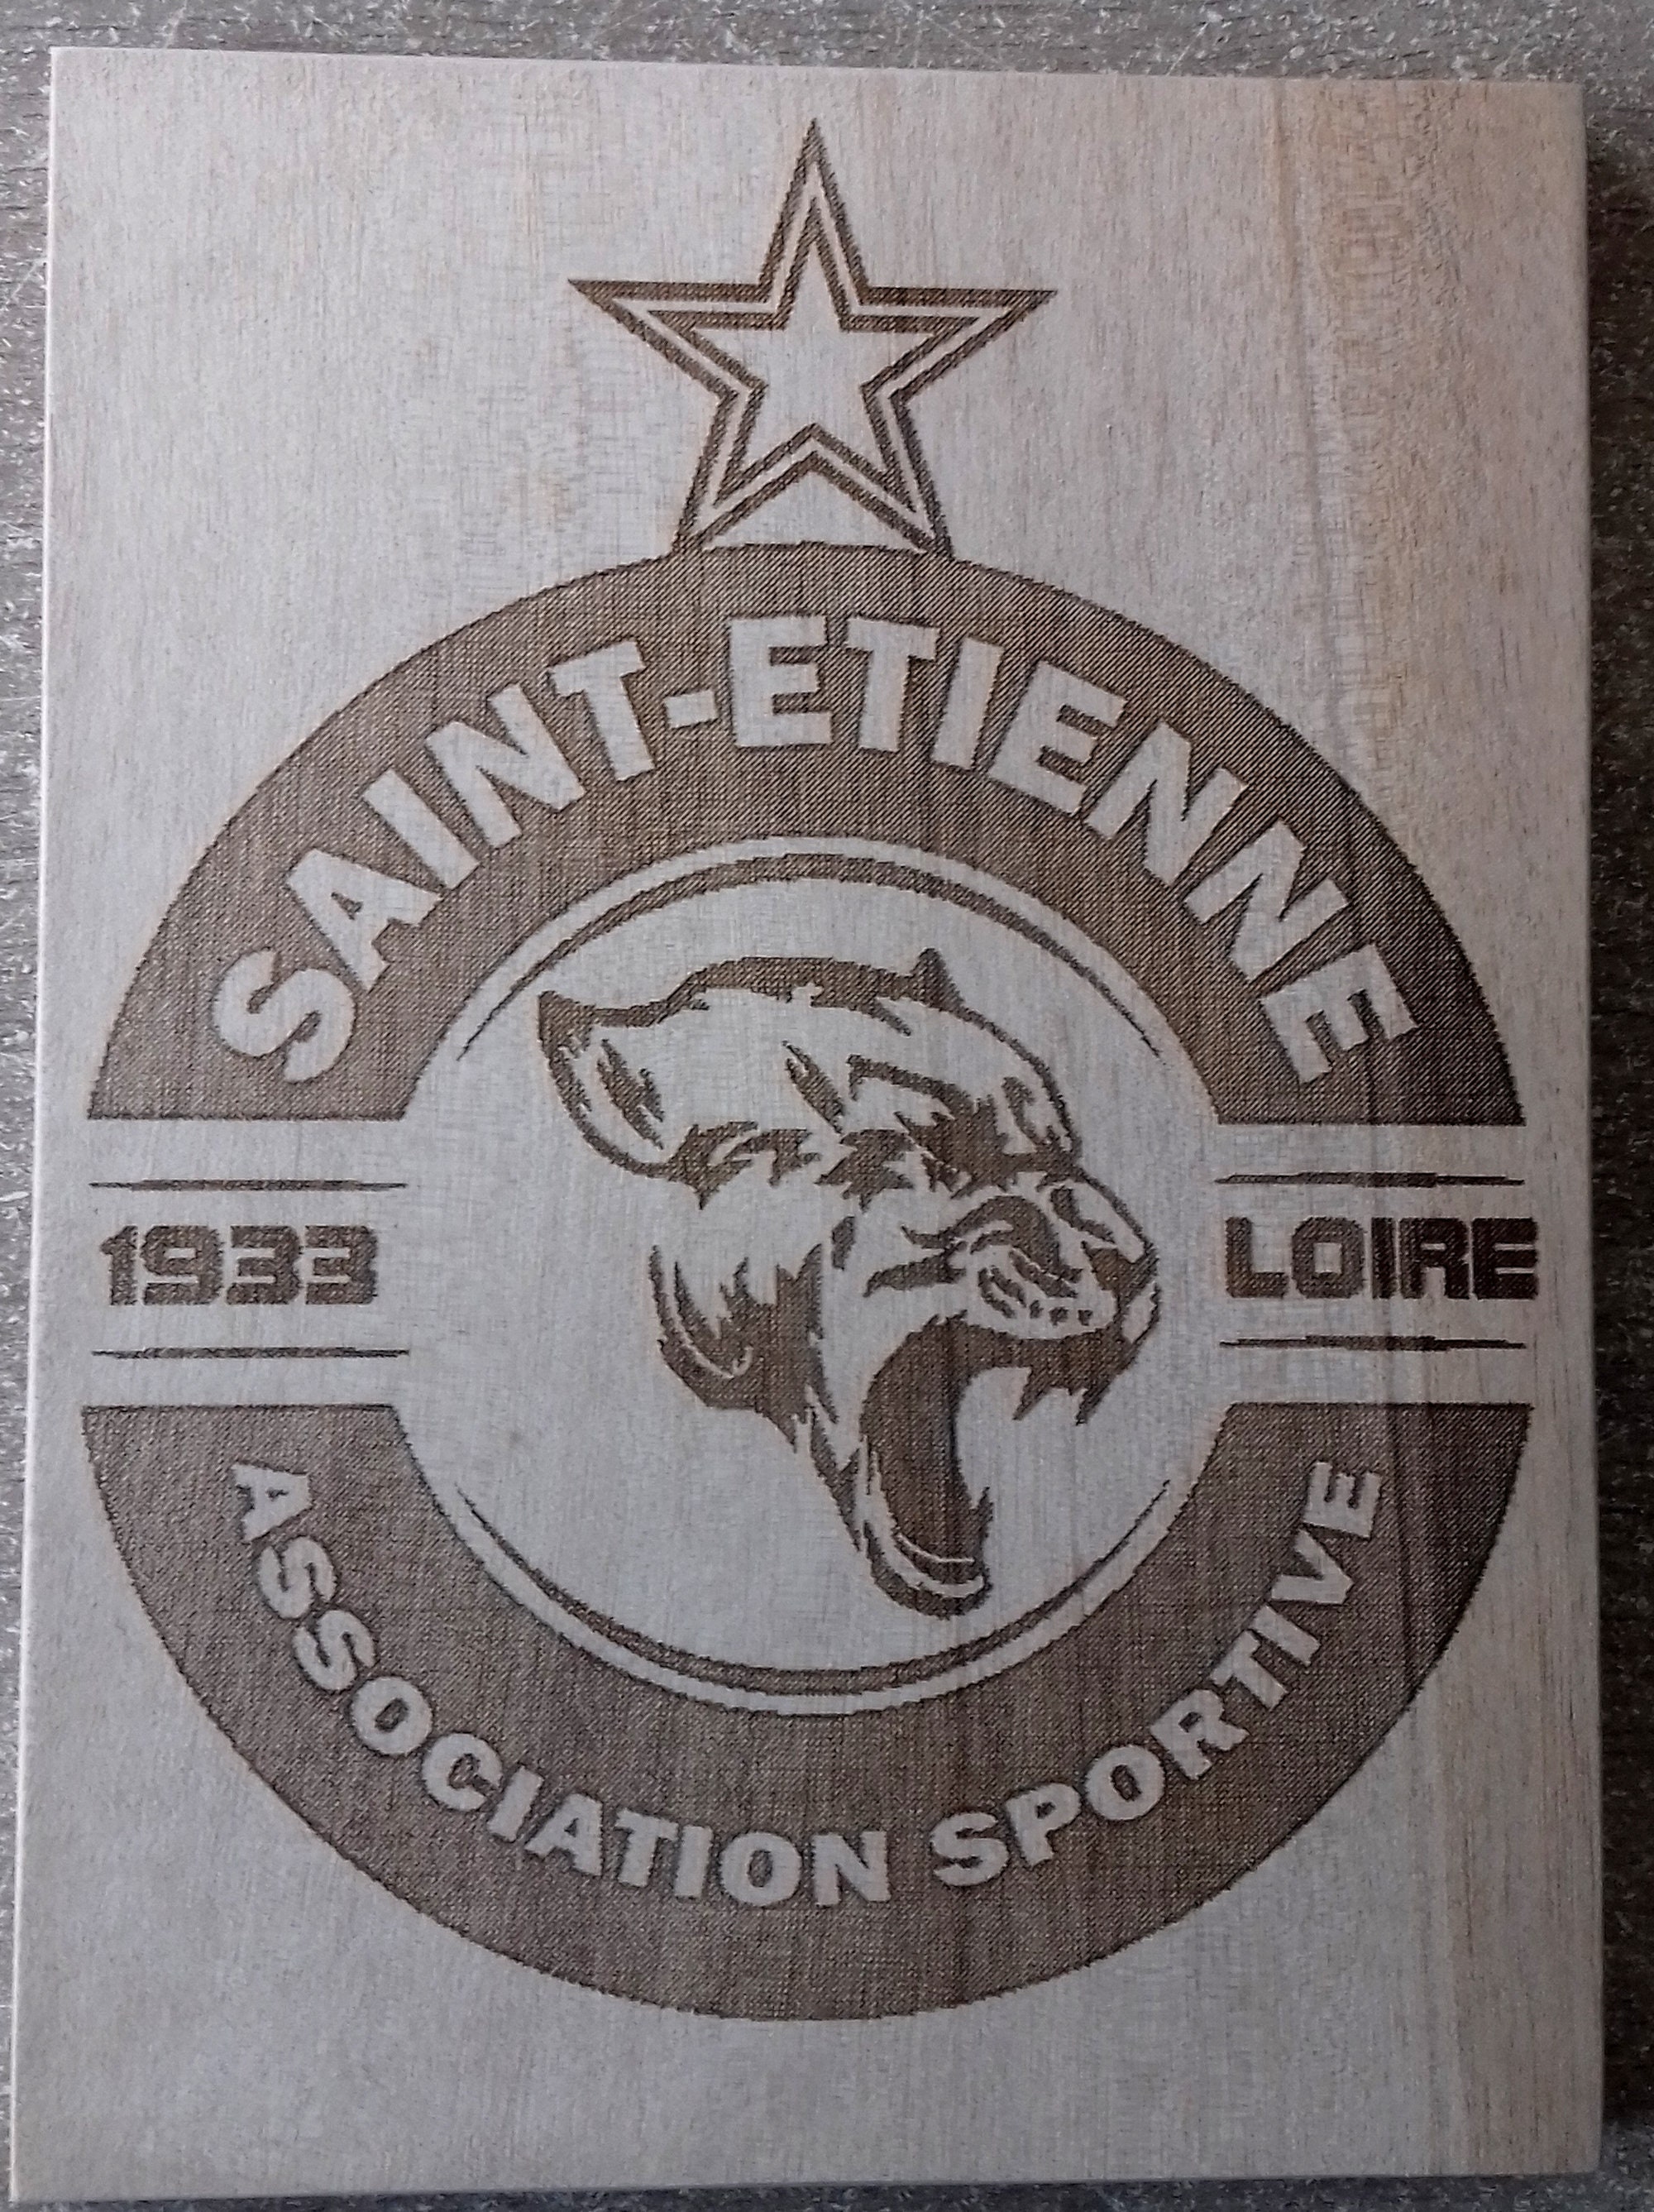 SAINT-ETIENNE
1933
LOIRE
ASSOCIATION SPORTIVE